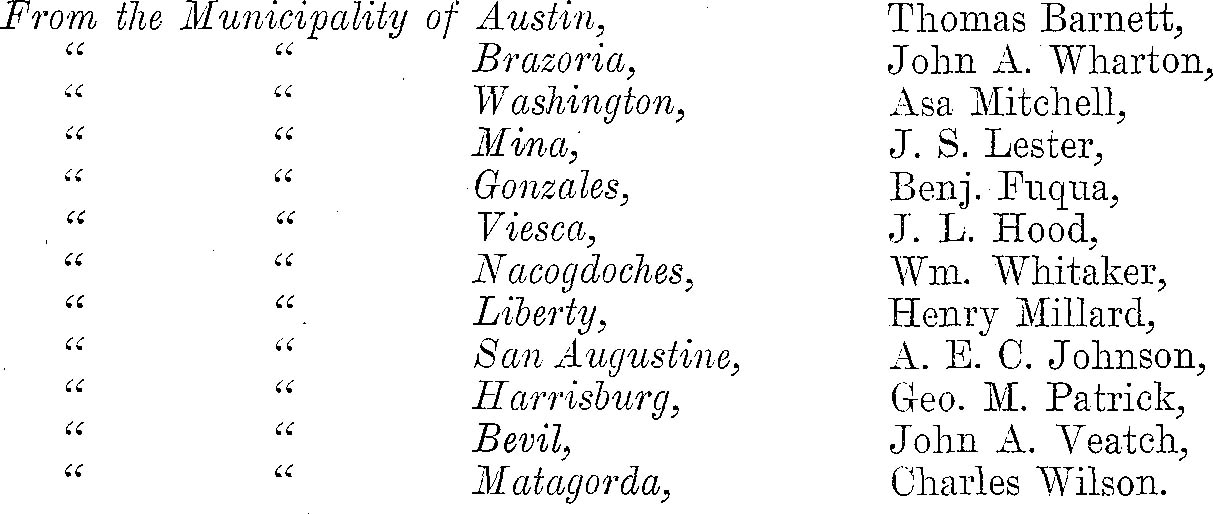 From the Municipality of Austin, Thomas Barnett,
“ “ Brazoria, John A. Wharton,
“ “ Washington, Asa Mitchell,
“ “ Mina, J. S. Lester,
“ “ Gonzales, Benj. Fuqua,
“ “ Viesca, J. L. Hood,
“ “ Nacogdoches, Wm. Whitaker,
“ “ Liberty, Henry Millard,
“ “ San Augustine, A. E. C. Johnson,
“ “ Harrisburg, Geo. M. Patrick,
“ “ Bevil, John A. Veatch,
“ “ Matagorda, Charles Wilson.